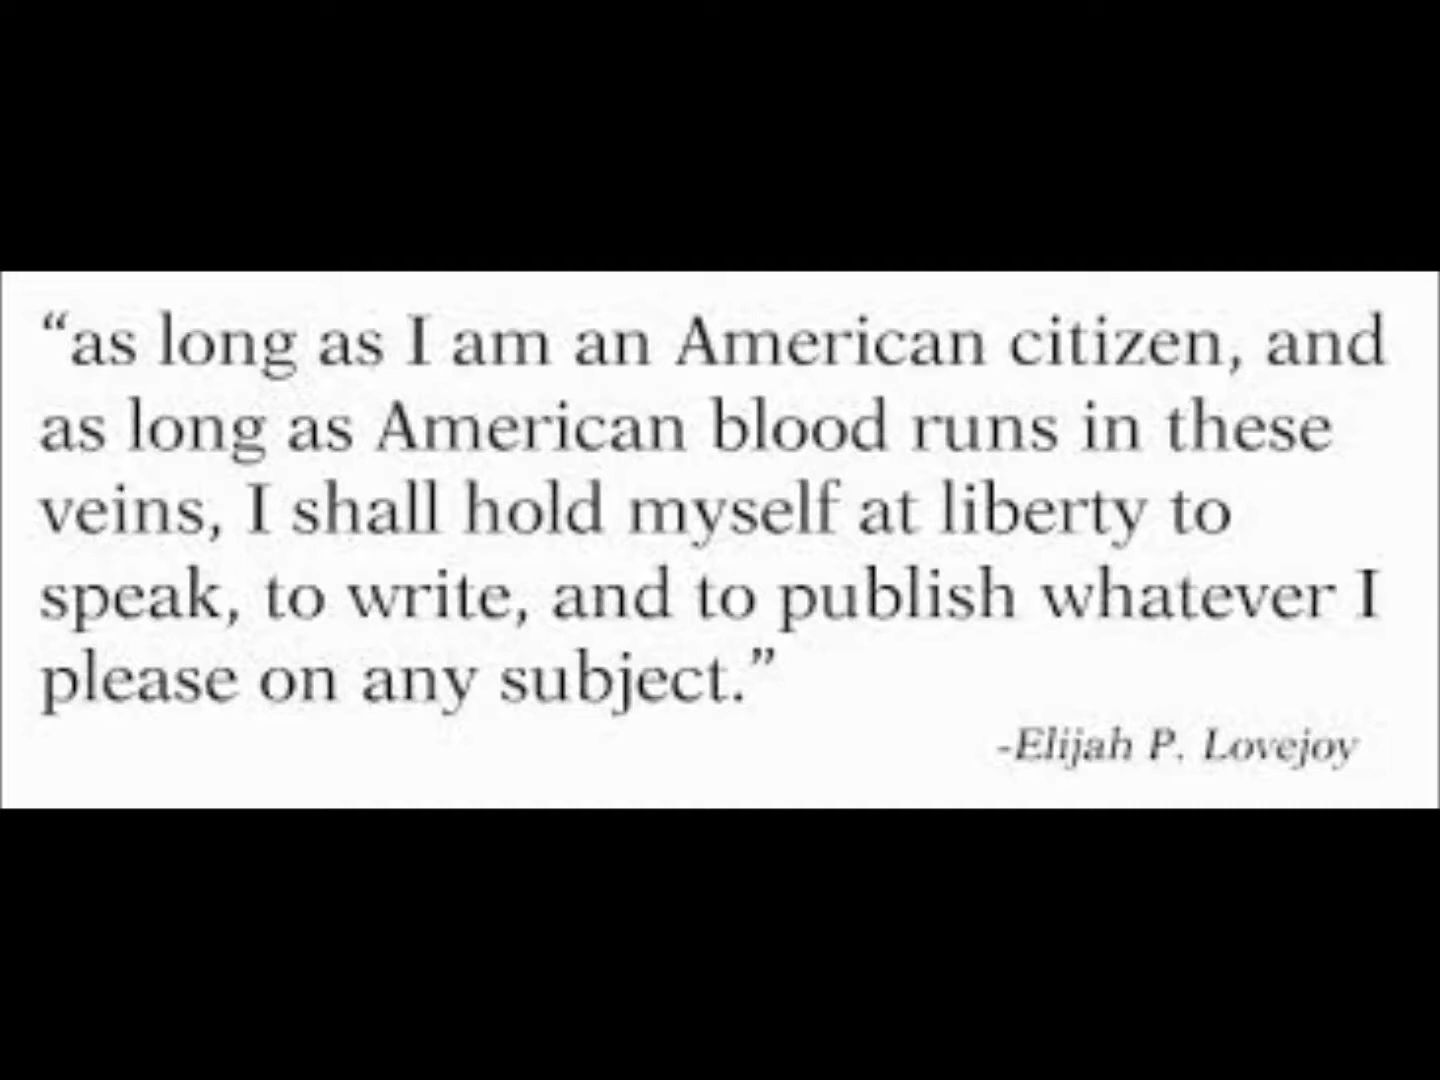 “as long as I am an American citizen, and
as long as American blood runs in these
veins, I shall hold myself at liberty to
speak, to write, and to publish whatever I
please on any subject.”
-Elijah P. Lovejoy